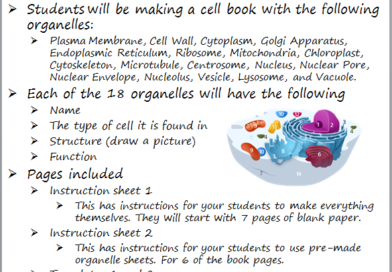 Students will be making a cell book with the following
organelles:
Plasma Membrane, Cell Wall, Cytoplasm, Golgi Apparatus,
Endoplasmic Reticulum, Ribosome, Mitochondria, Chloroplast,
Cytoskeleton, Microtubule, Centrosome, Nucleus, Nuclear Pore,
Nuclear Envelope, Nucleolus, Vesicle, Lysosome, and Vacuole.
Each of the 18 organelles will have the following
Name
The type of cell it is found in
Structure (draw a picture)
Function
Pages included
Instruction sheet 1
This has instructions for your students to make everything
themselves. They will start with 7 pages of blank paper.
Instruction sheet 2
This has instructions for your students to use pre-made
organelle sheets. For 6 of the book pages.